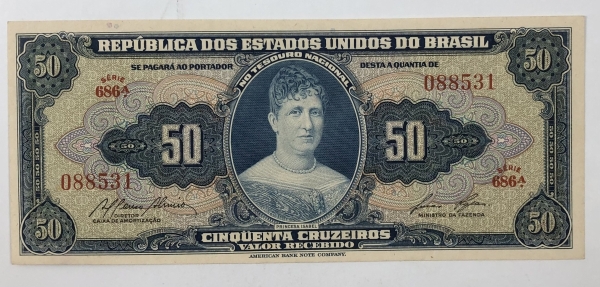 REPÚBLICA DOS ESTADOS UNIDOS DO BRASIL
SE PAGARÁ AO PORTADOR
DESTA A QUANTIA DE
NO TESOURO NACIONAL
50
50
SÉRIE
686ª
088531
50
50
088531
SÉRIE
686ª
DIRETOR
CAIXA DE AMORTIZAÇÃO
MINISTRO DA FAZENDA
PRINCESA ISABEL
50
50
CINQÜENTA CRUZEIROS
VALOR RECEBIDO
AMERICAN BANK NOTE COMPANY.